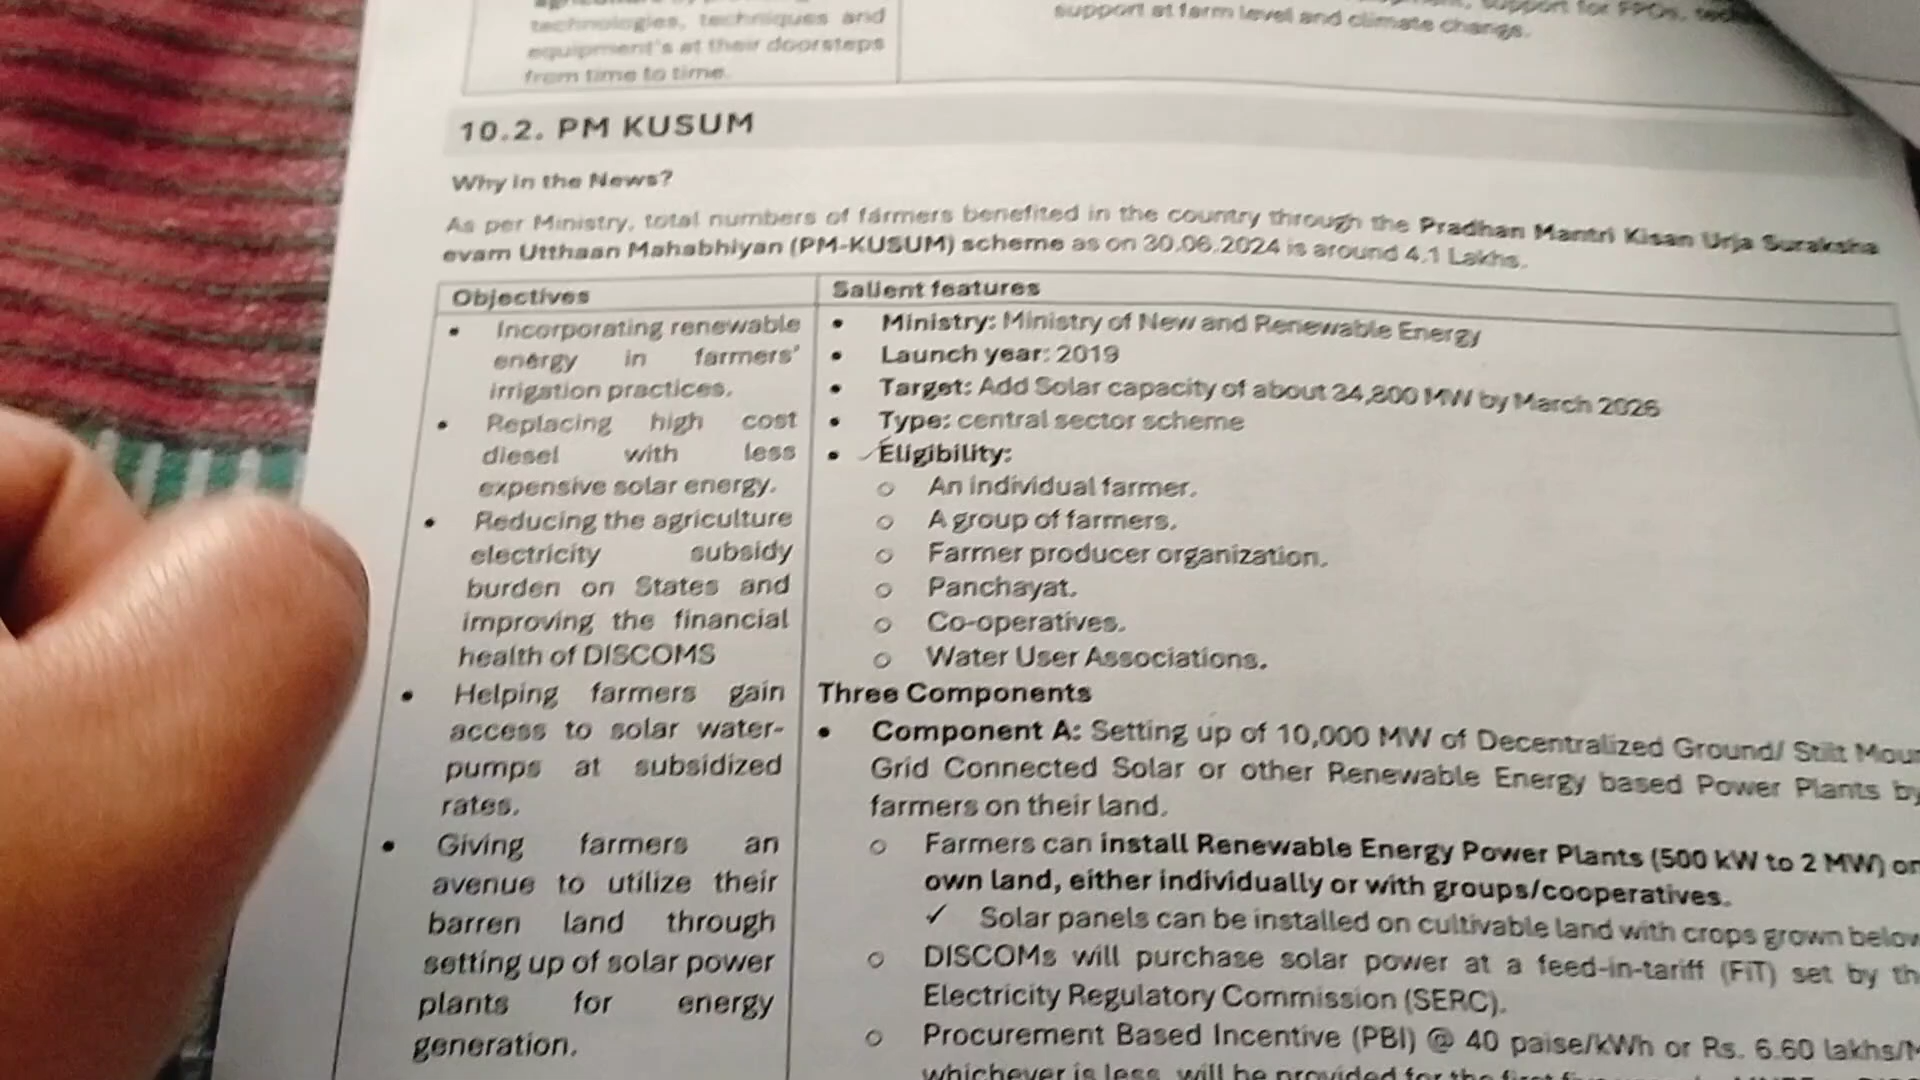 technologies, techniques and
equipment's at their doorsteps
from time to time.
support for FPOs,
support at farm level and climate change.
10.2. PM KUSUM
Why in the News?
As per Ministry, total numbers of farmers benefited in the country through the Pradhan Mantri Kisan Urja Suraksha
evam Utthaan Mahabhiyan (PM-KUSUM) scheme as on 30.06.2024 is around 4.1 Lakhs.
Objectives
• Incorporating renewable
energy in farmers'
irrigation practices.
• Replacing high cost
diesel with less
expensive solar energy.
• Reducing the agriculture
electricity subsidy
burden on States and
improving the financial
health of DISCOMS
• Helping farmers gain
access to solar water-
pumps at subsidized
rates.
• Giving farmers an
avenue to utilize their
barren land through
setting up of solar power
plants for energy
generation.
Salient features
• Ministry: Ministry of New and Renewable Energy
• Launch year: 2019
• Target: Add Solar capacity of about 34,800 MW by March 2026
• Type: central sector scheme
• Eligibility:
o An individual farmer.
o A group of farmers.
o Farmer producer organization.
o Panchayat.
o Co-operatives.
o Water User Associations.
Three Components
• Component A: Setting up of 10,000 MW of Decentralized Ground/ Stilt
Grid Connected Solar or other Renewable Energy based Power Plants by
farmers on their land.
o Farmers can install Renewable Energy Power Plants (500 kW to 2 MW) on
own land, either individually or with groups/cooperatives.
✓ Solar panels can be installed on cultivable land with crops grown below
o DISCOMs will purchase solar power at a feed-in-tariff (FiT) set by
Electricity Regulatory Commission (SERC).
o Procurement Based Incentive (PBI) @ 40 paise/kWh or Rs. 6.60 lakhs/
whichever is less, will be provided for the first